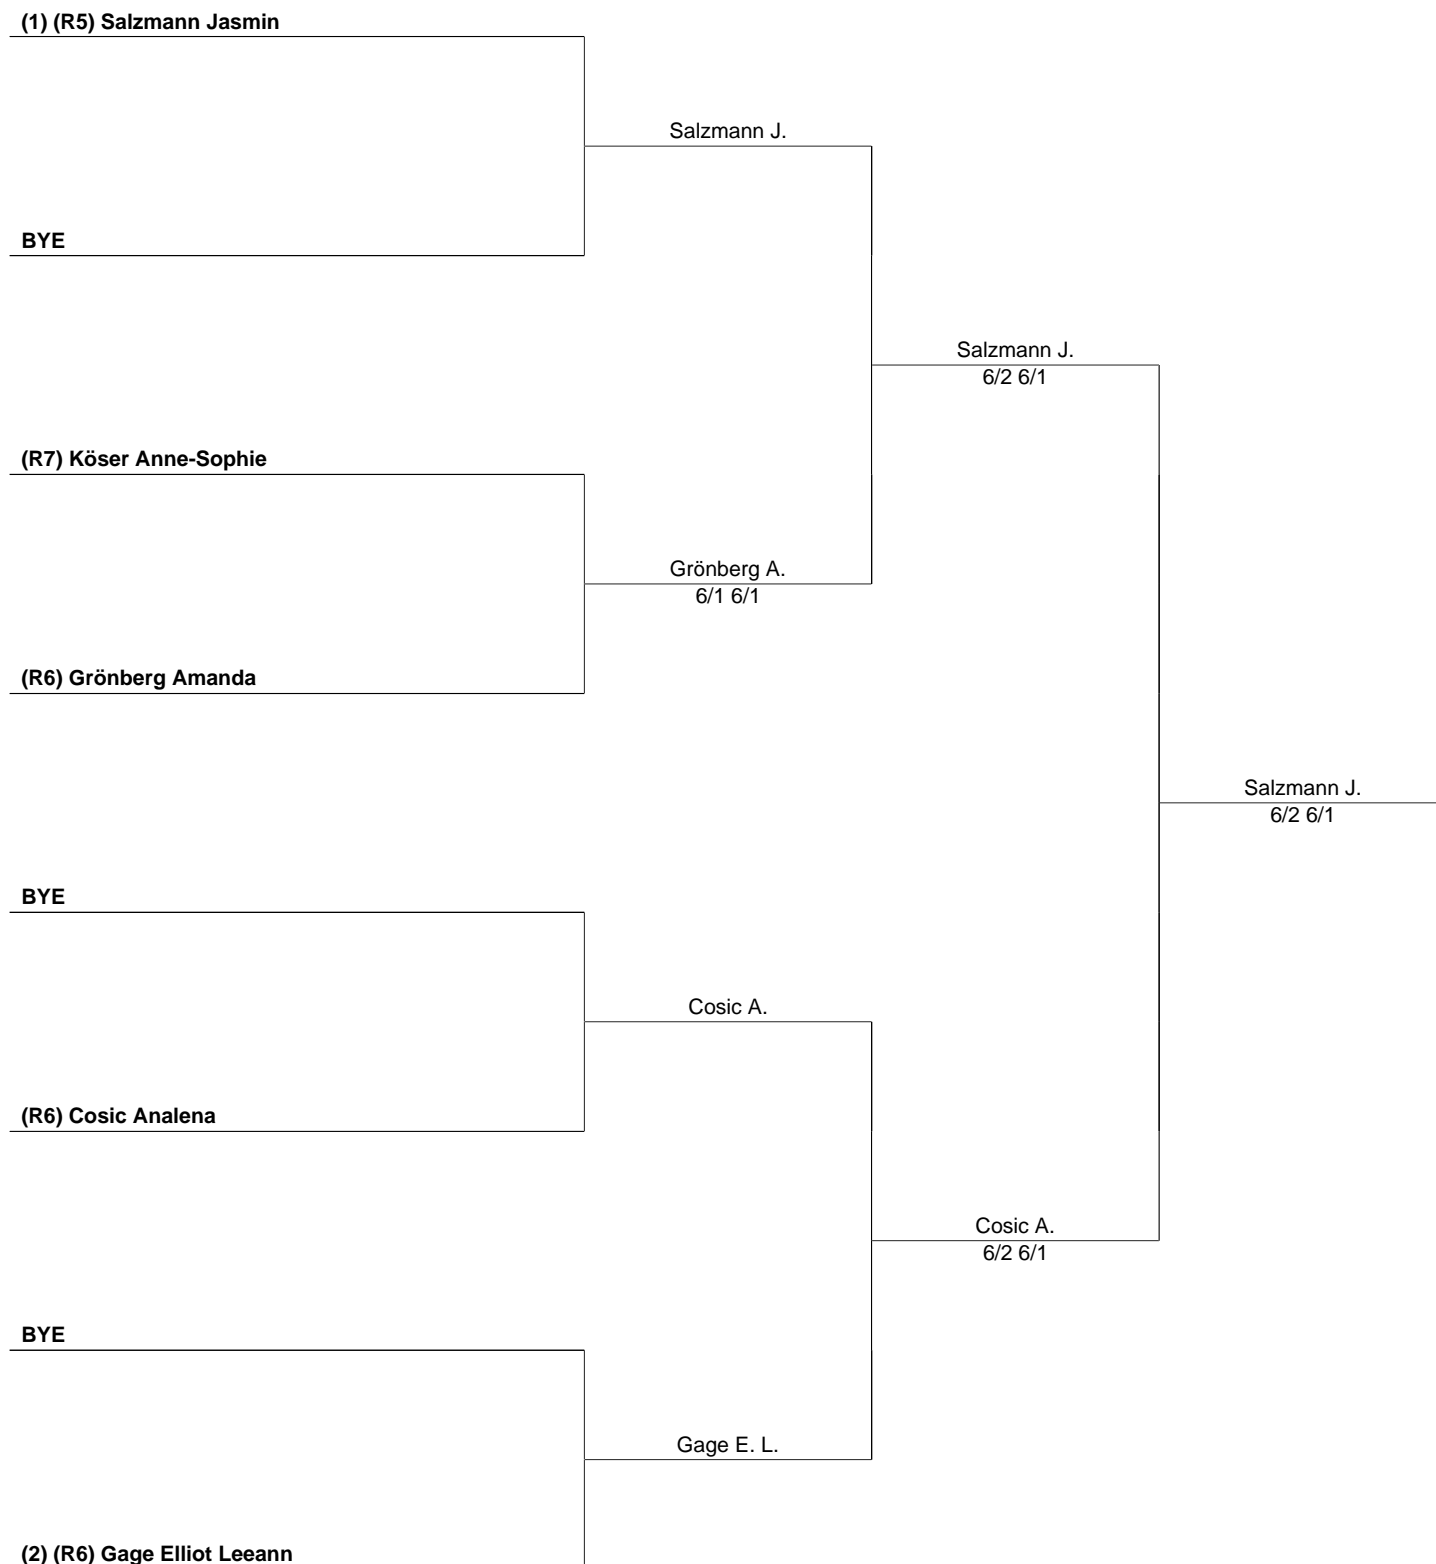 (1) (R5) Salzmann Jasmin
Salzmann J.
BYE
Salzmann J.
6/2 6/1
(R7) Köser Anne-Sophie
Grönberg A.
6/1 6/1
(R6) Grönberg Amanda
Salzmann J.
6/2 6/1
BYE
Cosic A.
(R6) Cosic Analena
Cosic A.
6/2 6/1
BYE
Gage E. L.
(2) (R6) Gage Elliot Leeann